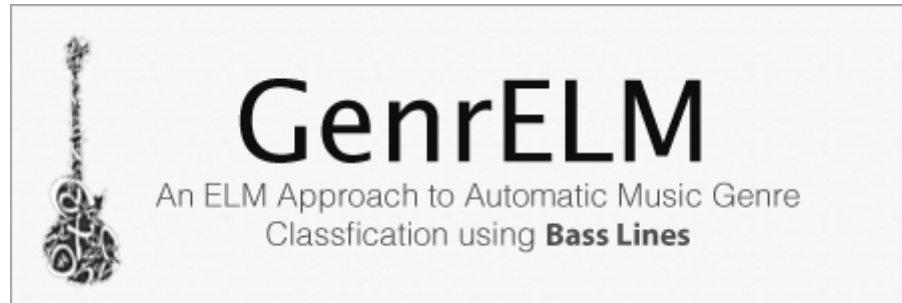 GenrELM
An ELM Approach to Automatic Music Genre
Classfication using Bass Lines